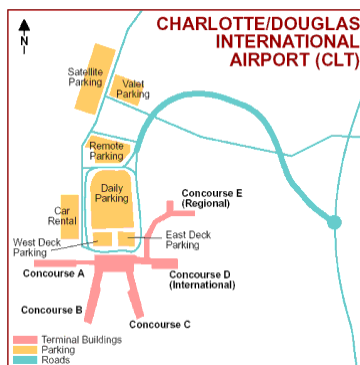 CHARLOTTE/DOUGLAS
INTERNATIONAL
AIRPORT (CLT)
N
Satellite
Parking
Valet
Parking
Remote
Parking
Daily
Parking
Concourse E
(Regional)
Car
Rental
East Deck
Parking
West Deck
Parking
Concourse A
Concourse D
(International)
Concourse B
Concourse C
Terminal Buildings
Parking
Roads